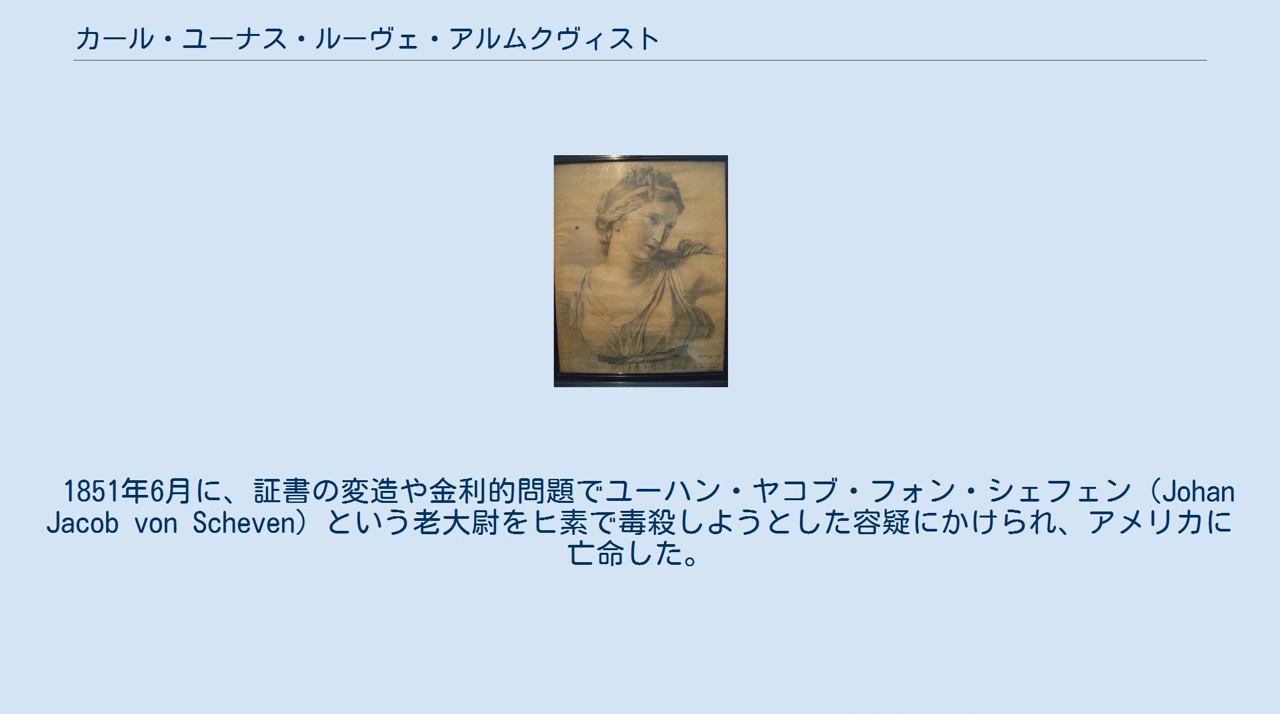 カール・ユーナス・ルーヴェ・アルムクヴィスト
1851年6月に、証書の変造や金利的問題でユーハン・ヤコブ・フォン・シェフェン（Johan
Jacob von Scheven）という老大尉をヒ素で毒殺しようとした容疑にかけられ、アメリカに
亡命した。